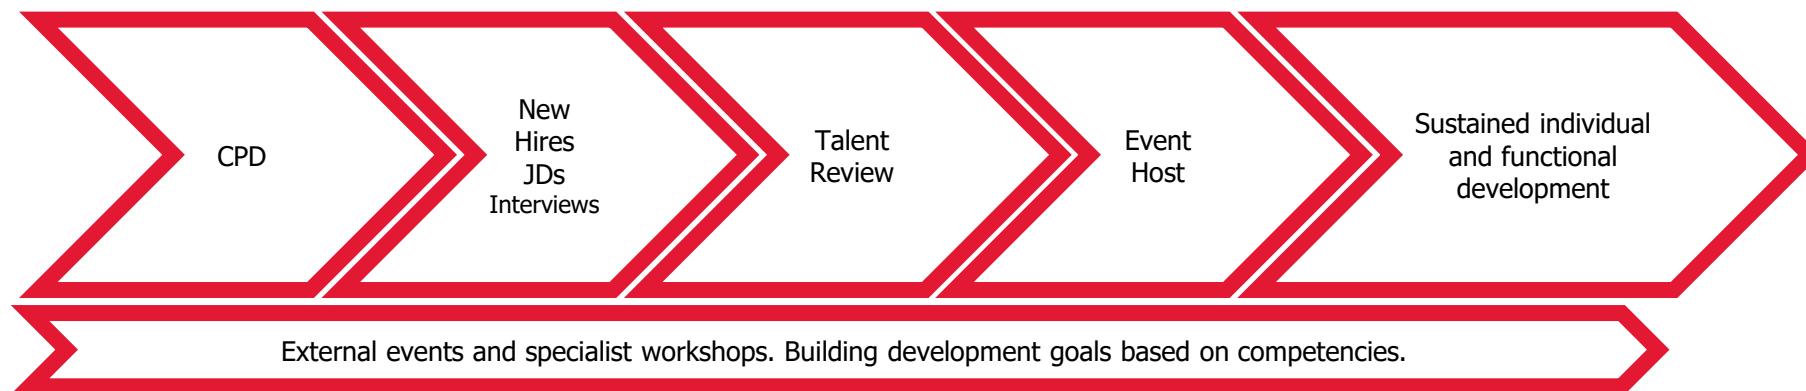 CPD
New
Hires
JDs
Interviews
Talent
Review
Event
Host
Sustained individual
and functional
development
External events and specialist workshops. Building development goals based on competencies.